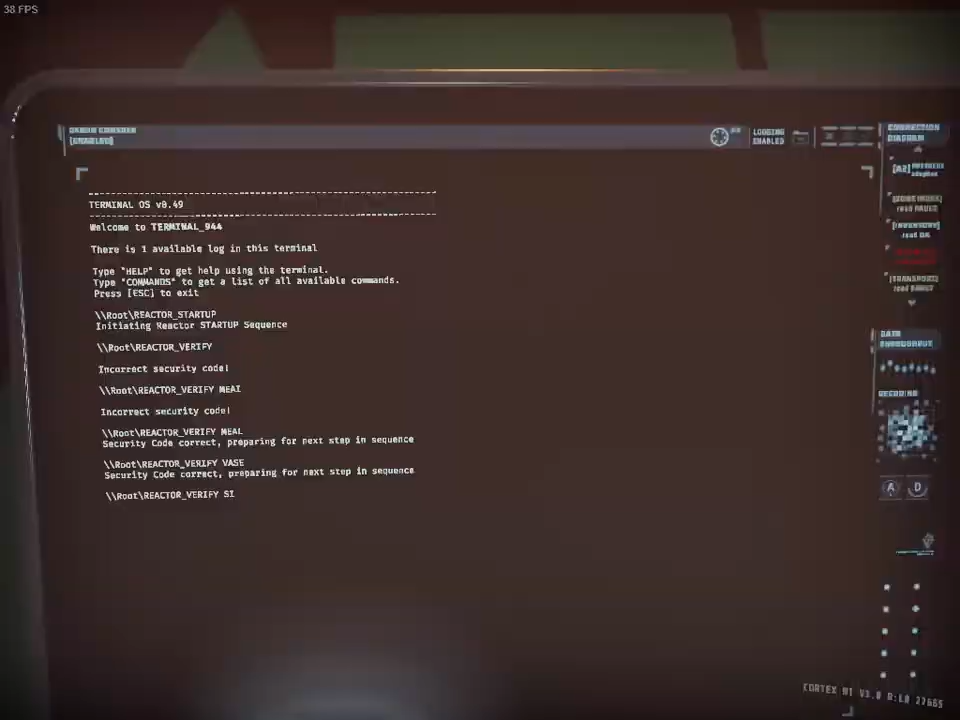 38 FPS
LOGGING
ENABLED
CONNECTION
DIAGRAM
TERMINAL OS v0.49
Welcome to TERMINAL_944
There is 1 available log in this terminal
Type "HELP" to get help using the terminal.
Type "COMMANDS" to get a list of all available commands.
Press [ESC] to exit
\\Root\REACTOR_STARTUP
Initiating Reactor STARTUP Sequence
\\Root\REACTOR_VERIFY
Incorrect security code!
\\Root\REACTOR_VERIFY MEAI
Incorrect security code!
\\Root\REACTOR_VERIFY MEAL
Security Code correct, preparing for next step in sequence
\\Root\REACTOR_VERIFY VASE
Security Code correct, preparing for next step in sequence
\\Root\REACTOR_VERIFY SI
DATA
THROUGHPUT
DECODING
A D